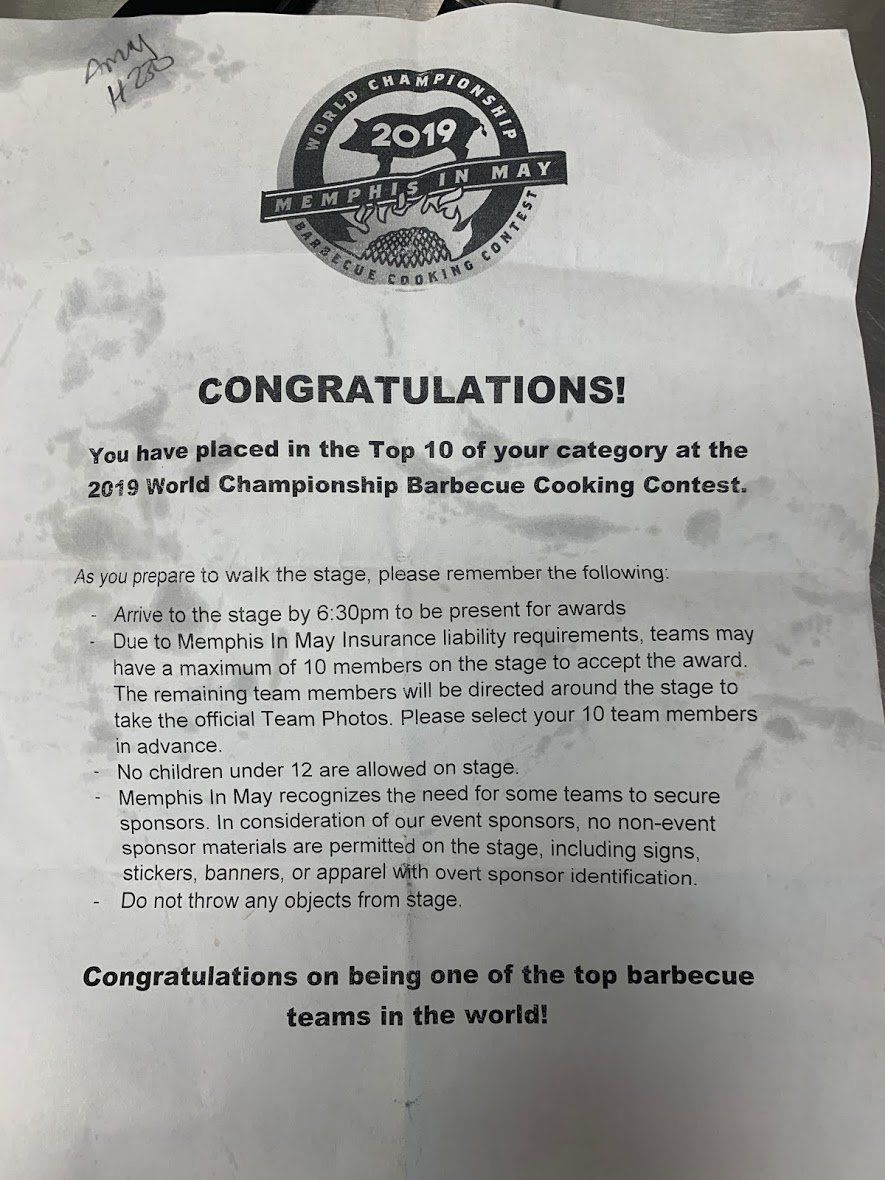 Amy
H230
WORLD CHAMPIONSHIP
2019
MEMPHIS IN MAY
BARBECUE COOKING CONTEST
CONGRATULATIONS!
You have placed in the Top 10 of your category at the
2019 World Championship Barbecue Cooking Contest.
As you prepare to walk the stage, please remember the following:
- Arrive to the stage by 6:30pm to be present for awards
- Due to Memphis In May Insurance liability requirements, teams may
have a maximum of 10 members on the stage to accept the award.
The remaining team members will be directed around the stage to
take the official Team Photos. Please select your 10 team members
in advance.
- No children under 12 are allowed on stage.
- Memphis In May recognizes the need for some teams to secure
sponsors. In consideration of our event sponsors, no non-event
sponsor materials are permitted on the stage, including signs,
stickers, banners, or apparel with overt sponsor identification.
- Do not throw any objects from stage.
Congratulations on being one of the top barbecue
teams in the world!